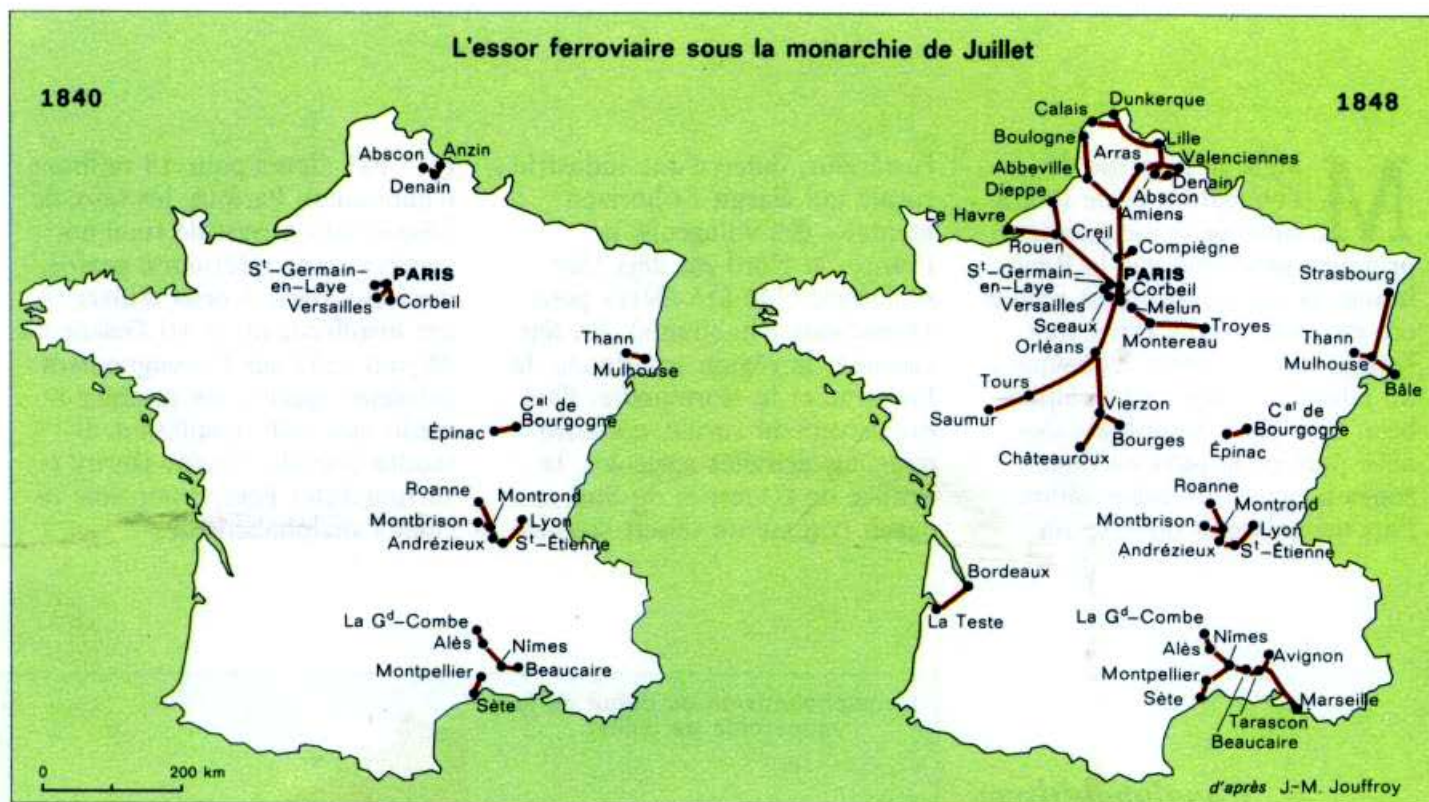 L'essor ferroviaire sous la monarchie de Juillet
1840
Abscon
Anzin
Denain
St-Germain-
en-Laye
PARIS
Versailles
Corbeil
Thann
Mulhouse
Cal de
Bourgogne
Épinac
Roanne
Montrond
Montbrison
Lyon
Andrézieux
St-Étienne
La Gd-Combe
Alès
Nîmes
Montpellier
Beaucaire
Sète
0 200 km
1848
Dunkerque
Calais
Boulogne
Lille
Arras
Valenciennes
Abbeville
Denain
Dieppe
Abscon
Amiens
Le Havre
Creil
Rouen
Compiègne
St-Germain-
en-Laye
PARIS
Strasbourg
Versailles
Corbeil
Melun
Sceaux
Troyes
Montereau
Orléans
Thann
Mulhouse
Bâle
Tours
Saumur
Vierzon
Bourges
Châteauroux
Cal de
Bourgogne
Épinac
Roanne
Montrond
Montbrison
Lyon
Andrézieux
St-Étienne
Bordeaux
La Teste
La Gd-Combe
Nîmes
Alès
Avignon
Montpellier
Sète
Marseille
Tarascon
Beaucaire
d'après J-M. Jouffroy